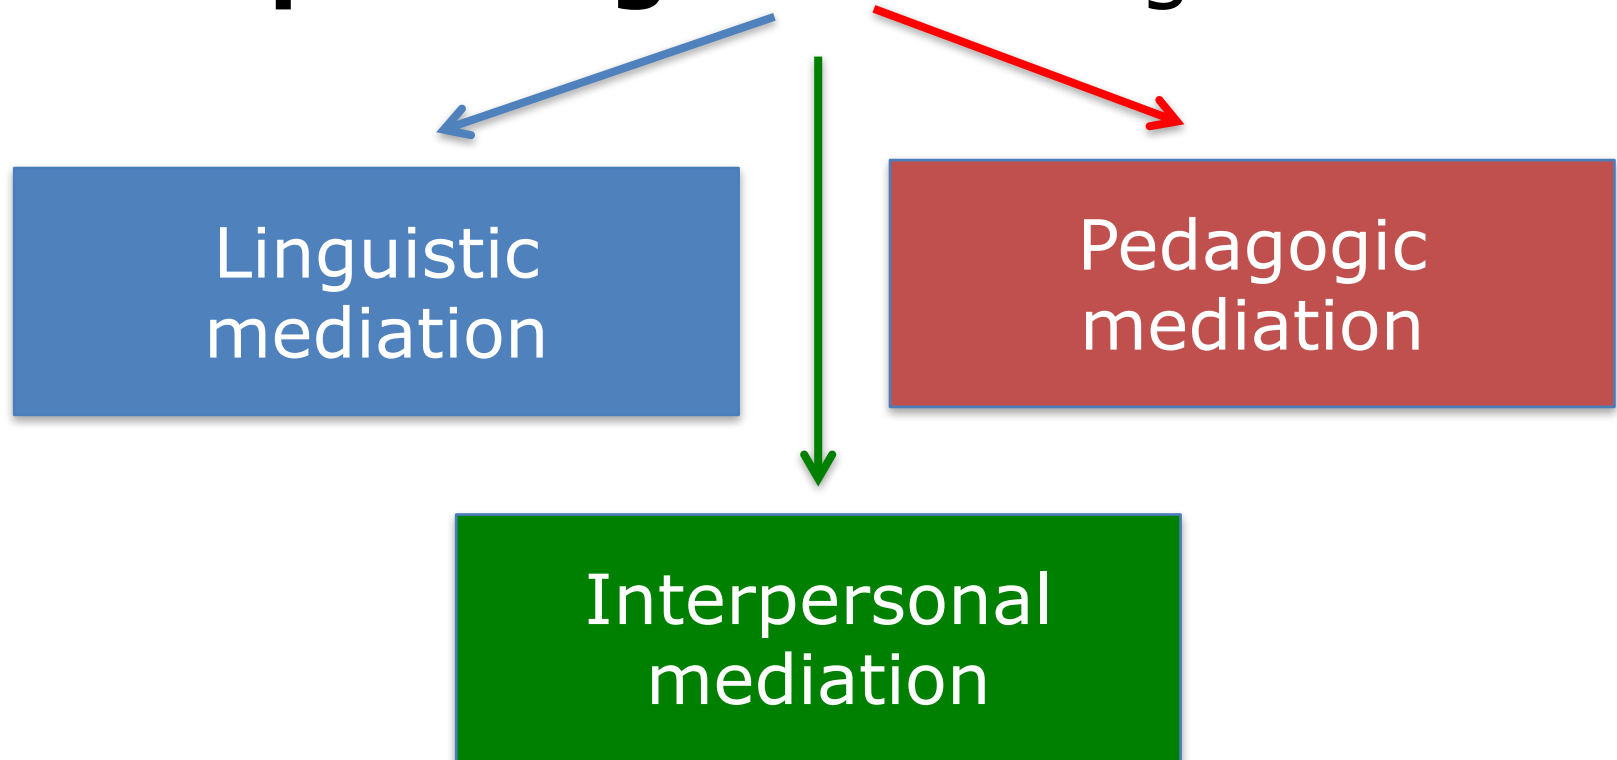 Linguistic
mediation
Pedagogic
mediation
Interpersonal
mediation